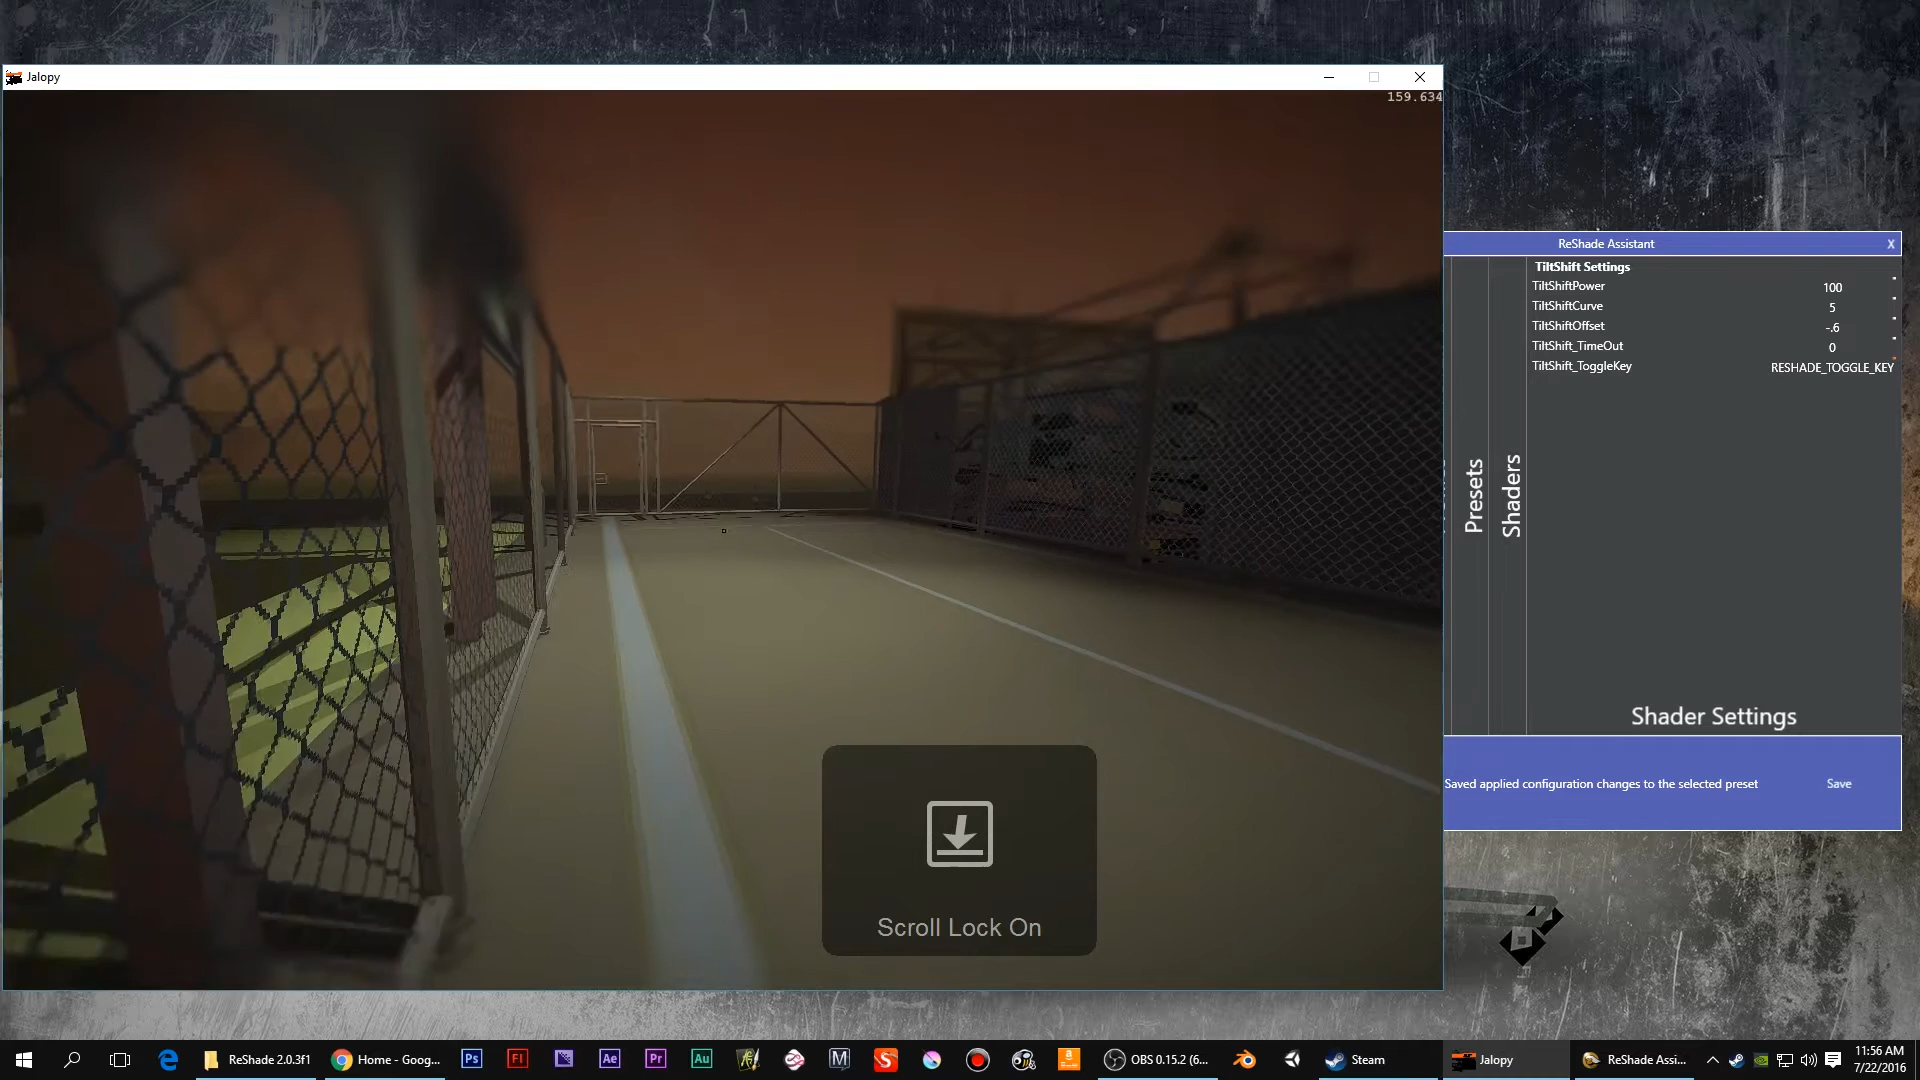 Jalopy
159.634
ReShade Assistant
X
TiltShift Settings
TiltShiftPower 100
TiltShiftCurve 5
TiltShiftOffset -.6
TiltShift_TimeOut 0
TiltShift_ToggleKey RESHADE_TOGGLE_KEY
Presets
Shaders
Shader Settings
Saved applied configuration changes to the selected preset
Save
Scroll Lock On
ReShade 2.0.3f1
Home - Goog...
Ps
Fl
Ae
Pr
Au
M
S
a
OBS 0.15.2 (6...
Steam
Jalopy
ReShade Assi...
11:56 AM
7/22/2016